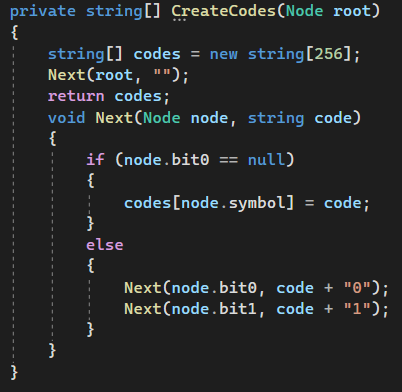 private string[] CreateCodes(Node root)
{
    string[] codes = new string[256];
    Next(root, "");
    return codes;
    void Next(Node node, string code)
    {
        if (node.bit0 == null)
        {
            codes[node.symbol] = code;
        }
        else
        {
            Next(node.bit0, code + "0");
            Next(node.bit1, code + "1");
        }
    }
}